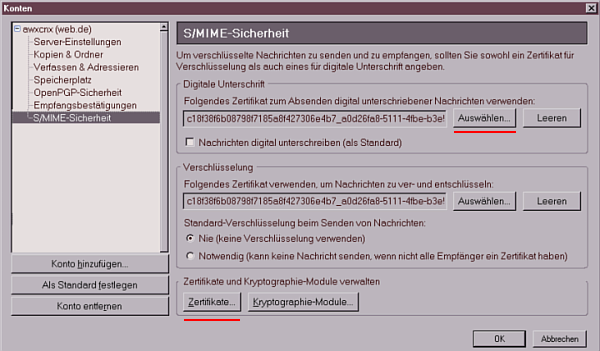 Konten
awxcnx (web.de)
Server-Einstellungen
Kopien & Ordner
Verfassen & Adressieren
Speicherplatz
OpenPGP-Sicherheit
Empfangsbestätigungen
S/MIME-Sicherheit
Konto hinzufügen...
Als Standard festlegen
Konto entfernen
S/MIME-Sicherheit
Um verschlüsselte Nachrichten zu senden und zu empfangen, sollten Sie sowohl ein Zertifikat für
Verschlüsselung als auch eines für digitale Unterschrift angeben.
Digitale Unterschrift
Folgendes Zertifikat zum Absenden digital unterschriebener Nachrichten verwenden:
c18f38f6b08798f7185a8f427306e4b7_a0d26fa8-5111-4fbe-b3e! Auswählen... Leeren
Nachrichten digital unterschreiben (als Standard)
Verschlüsselung
Folgendes Zertifikat verwenden, um Nachrichten zu ver- und entschlüsseln:
c18f38f6b08798f7185a8f427306e4b7_a0d26fa8-5111-4fbe-b3e! Auswählen... Leeren
Standard-Verschlüsselung beim Senden von Nachrichten:
Nie (keine Verschlüsselung verwenden)
Notwendig (kann keine Nachricht senden, wenn nicht alle Empfänger ein Zertifikat haben)
Zertifikate und Kryptographie-Module verwalten
Zertifikate... Kryptographie-Module...
OK Abbrechen